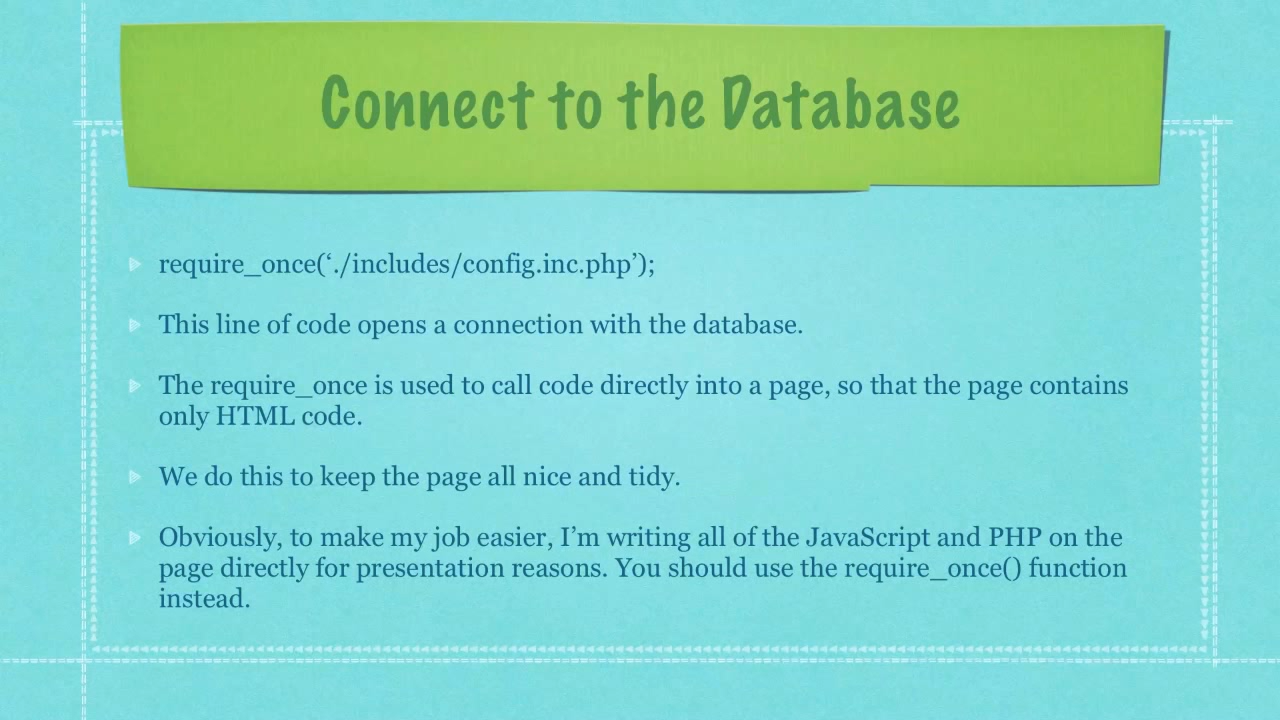 Connect to the Database
require_once(‘./includes/config.inc.php’);
This line of code opens a connection with the database.
The require_once is used to call code directly into a page, so that the page contains
only HTML code.
We do this to keep the page all nice and tidy.
Obviously, to make my job easier, I’m writing all of the JavaScript and PHP on the
page directly for presentation reasons. You should use the require_once() function
instead.